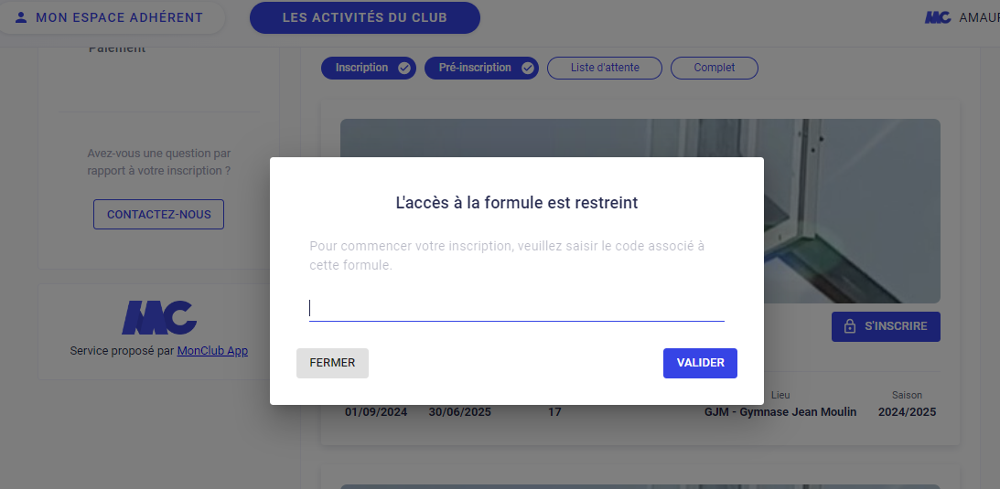 MON ESPACE ADHÉRENT
LES ACTIVITÉS DU CLUB
MC
AMAUR
Paiement
Inscription
Pré-inscription
Liste d'attente
Complet
Avez-vous une question par
rapport à votre inscription ?
CONTACTEZ-NOUS
MC
Service proposé par MonClub App
L'accès à la formule est restreint
Pour commencer votre inscription, veuillez saisir le code associé à
cette formule.
FERMER
VALIDER
S'INSCRIRE
Lieu
Saison
01/09/2024
30/06/2025
17
GJM - Gymnase Jean Moulin
2024/2025